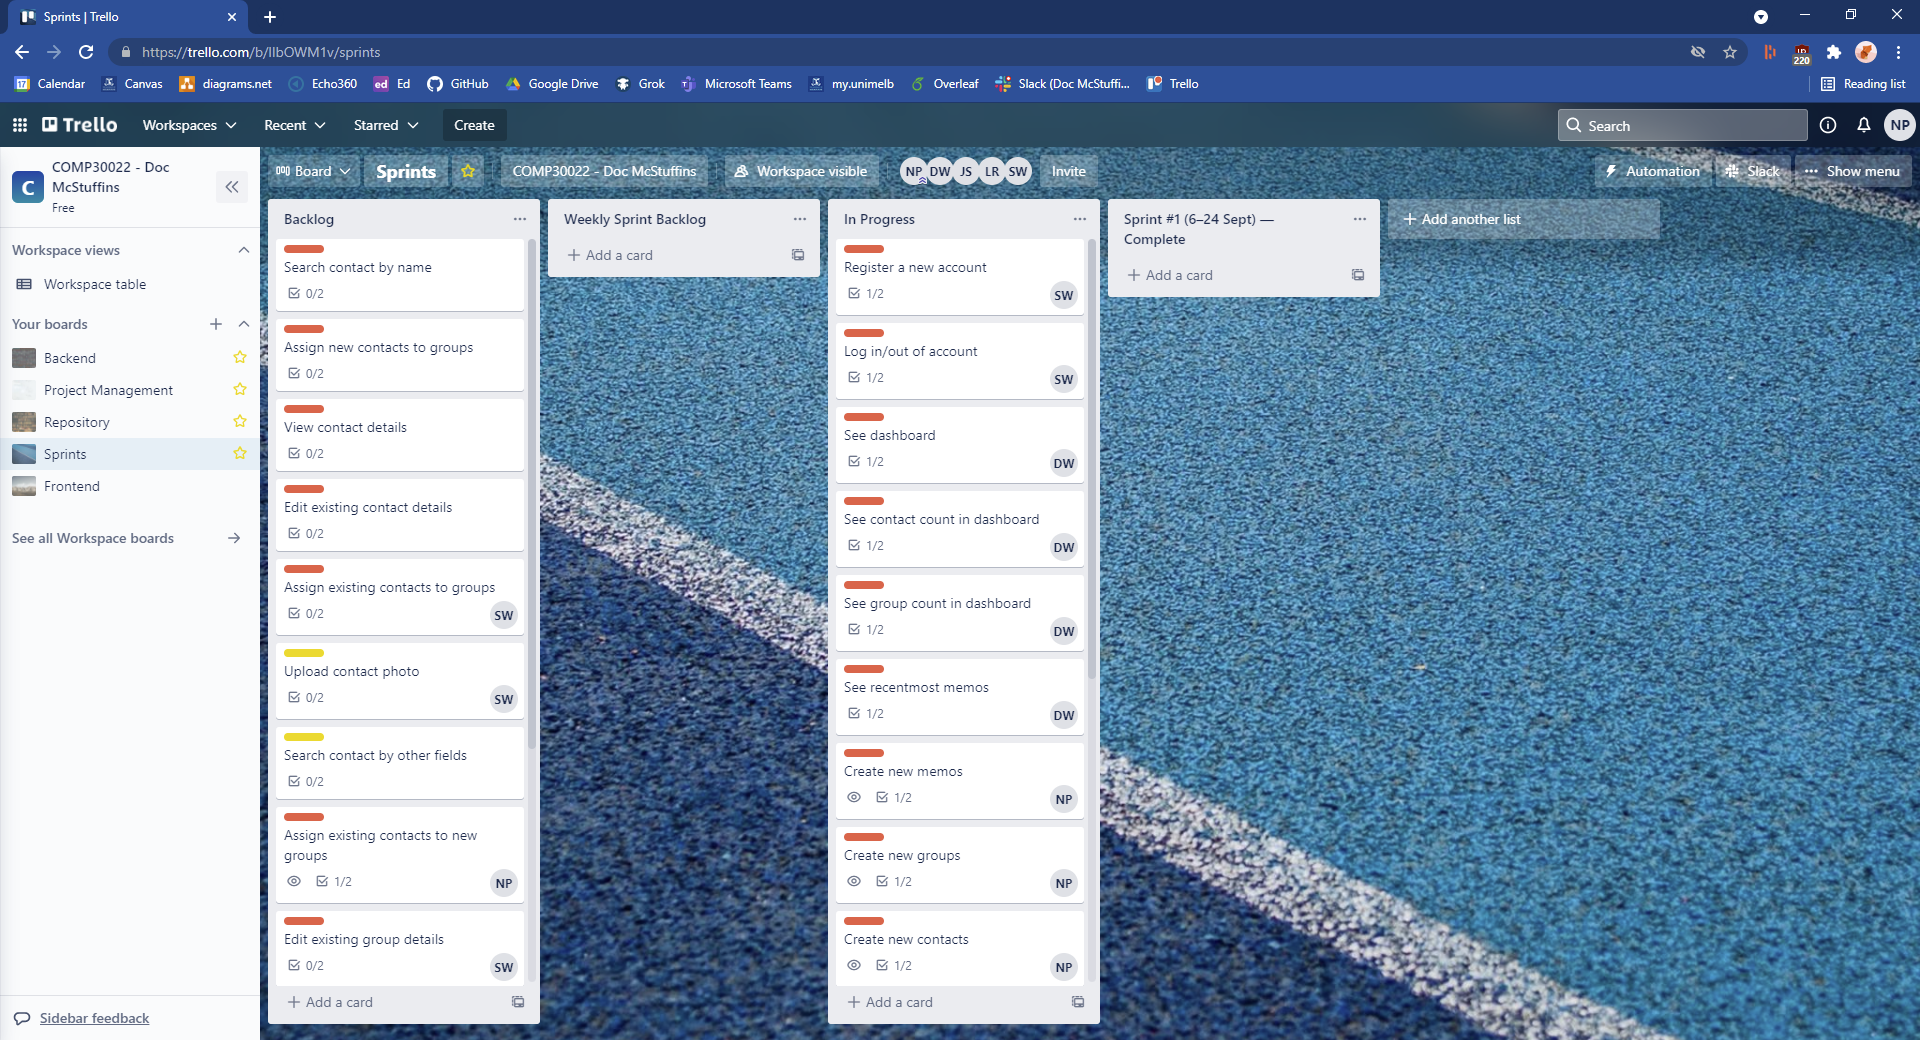 Sprints | Trello
https://trello.com/b/IIbOWM1v/sprints
220
17 Calendar
Canvas
diagrams.net
Echo360
ed Ed
GitHub
Google Drive
Grok
Microsoft Teams
my.unimelb
Overleaf
Slack (Doc McStuffi...
Trello
Reading list
Trello
Workspaces
Recent
Starred
Create
Search
NP
C
COMP30022 - Doc
McStuffins
Free
Workspace views
Workspace table
Your boards
Backend
Project Management
Repository
Sprints
Frontend
See all Workspace boards
Sidebar feedback
Board
Sprints
COMP30022 - Doc McStuffins
Workspace visible
NP DW JS LR SW
Invite
Automation
Slack
Show menu
Backlog
Search contact by name
0/2
Assign new contacts to groups
0/2
View contact details
0/2
Edit existing contact details
0/2
Assign existing contacts to groups
0/2
SW
Upload contact photo
0/2
SW
Search contact by other fields
0/2
Assign existing contacts to new
groups
1/2
NP
Edit existing group details
0/2
SW
+ Add a card
Weekly Sprint Backlog
+ Add a card
In Progress
Register a new account
1/2
SW
Log in/out of account
1/2
SW
See dashboard
1/2
DW
See contact count in dashboard
1/2
DW
See group count in dashboard
1/2
DW
See recentmost memos
1/2
DW
Create new memos
1/2
NP
Create new groups
1/2
NP
Create new contacts
1/2
NP
+ Add a card
Sprint #1 (6–24 Sept) —
Complete
+ Add a card
+ Add another list